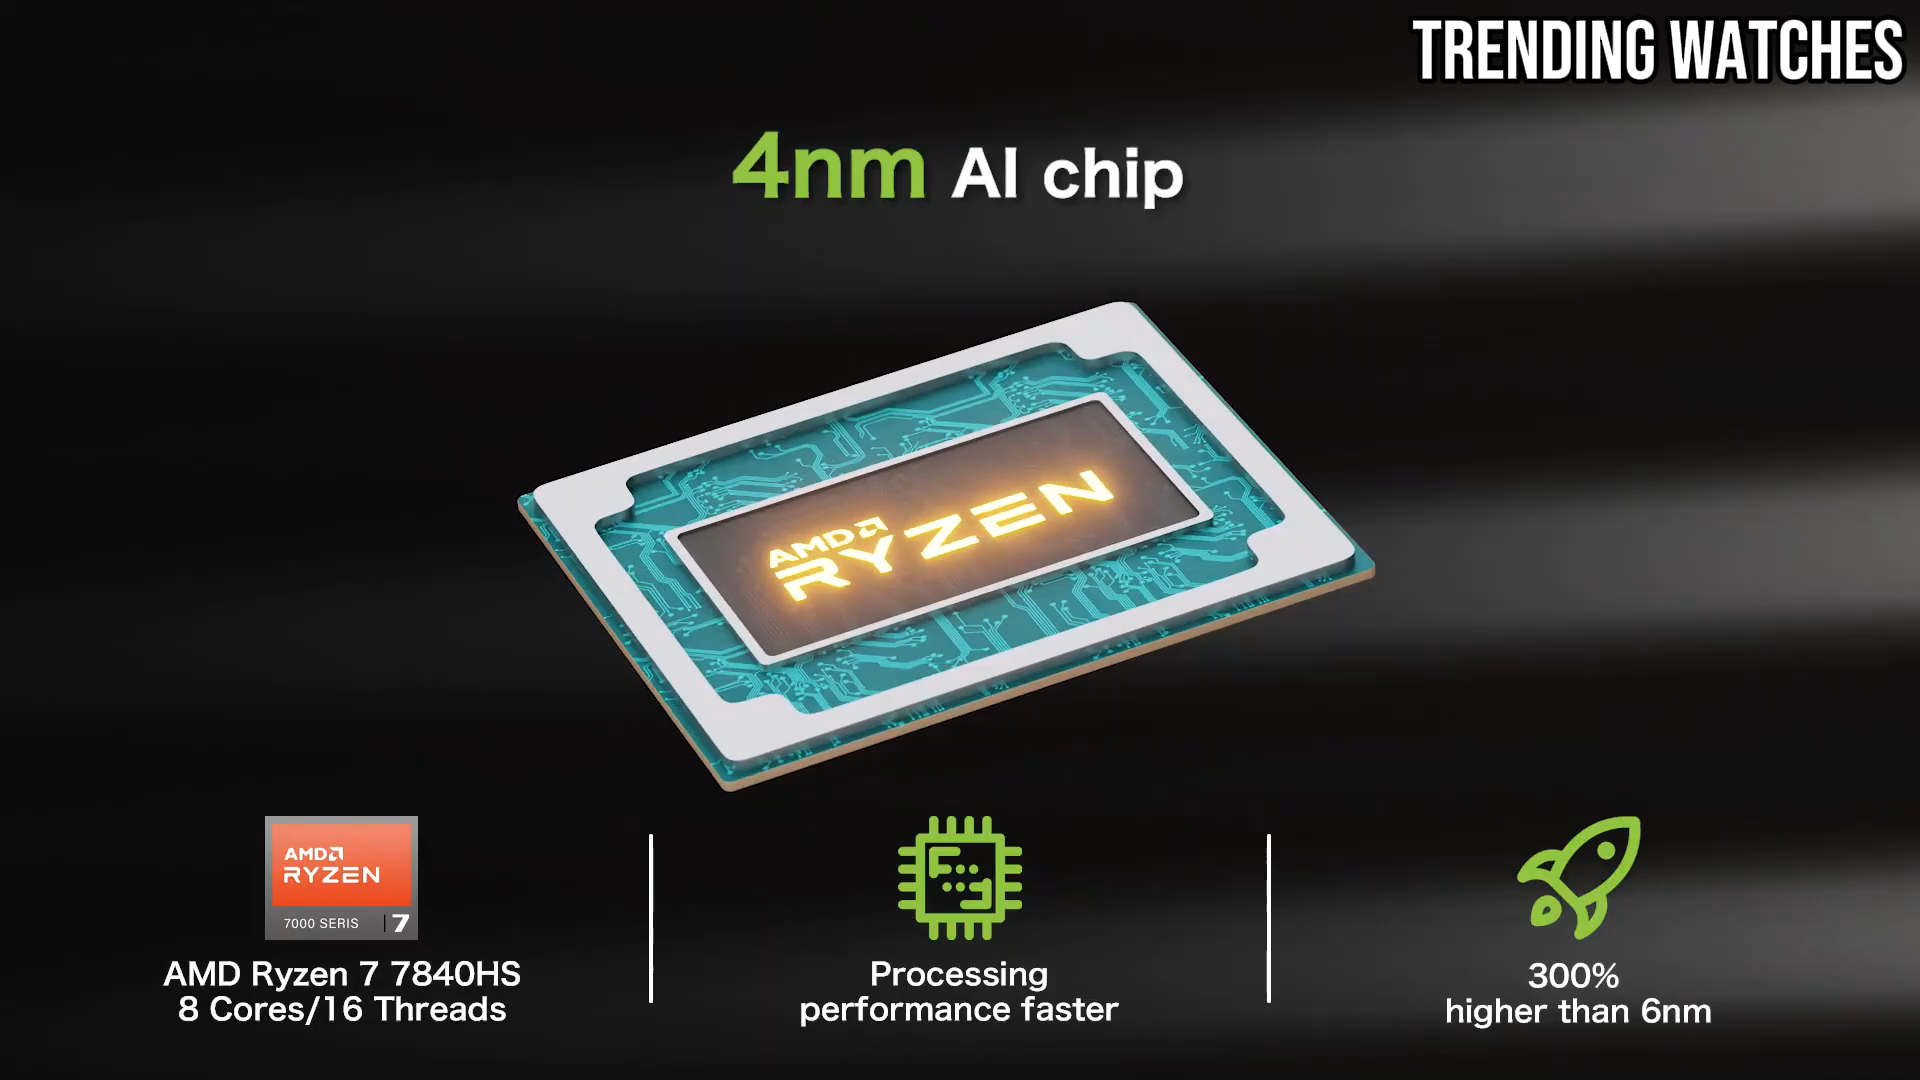 TRENDING WATCHES
4nm AI chip
AMD
RYZEN
AMD
RYZEN
7000 SERIS 7
AMD Ryzen 7 7840HS
8 Cores/16 Threads
Processing
performance faster
300%
higher than 6nm